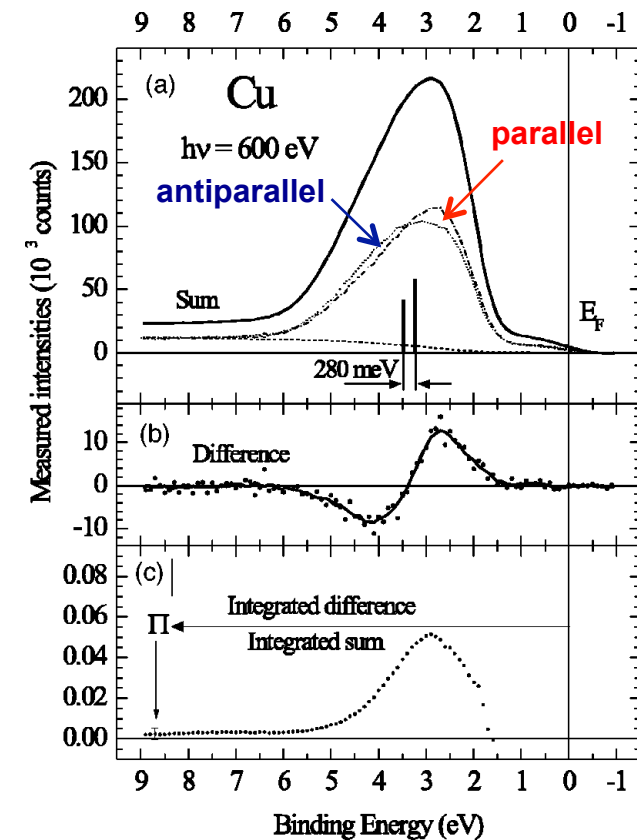 9 8 7 6 5 4 3 2 1 0 -1
(a)
Cu
hν = 600 eV
parallel
antiparallel
Sum
E_F
280 meV
200
150
100
50
0
Measured intensities (10³ counts)
(b)
Difference
10
0
-10
(c)
Integrated difference
Π
Integrated sum
0.08
0.06
0.04
0.02
0.00
9 8 7 6 5 4 3 2 1 0 -1
Binding Energy (eV)